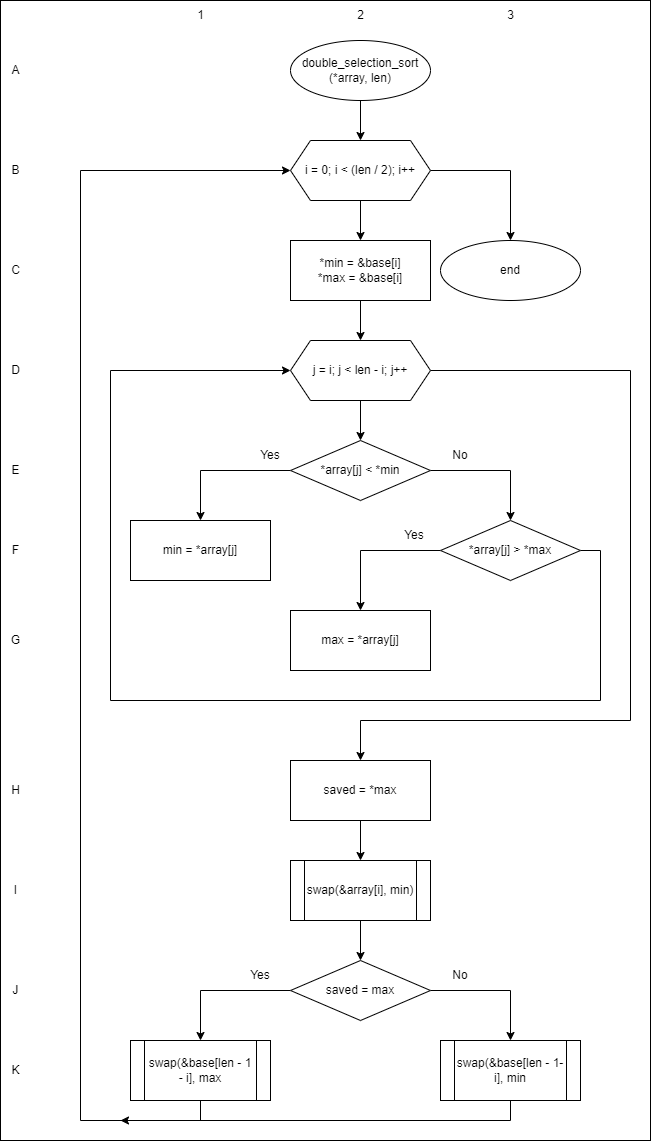 1 2 3
A
double_selection_sort
(*array, len)
B
i = 0; i < (len / 2); i++
C
*min = &base[i]
*max = &base[i]
end
D
j = i; j < len - i; j++
Yes
No
E
*array[j] < *min
Yes
F
min = *array[j]
*array[j] > *max
G
max = *array[j]
H
saved = *max
I
swap(&array[i], min)
Yes
No
J
saved = max
K
swap(&base[len - 1
- i], max
swap(&base[len - 1-
i], min